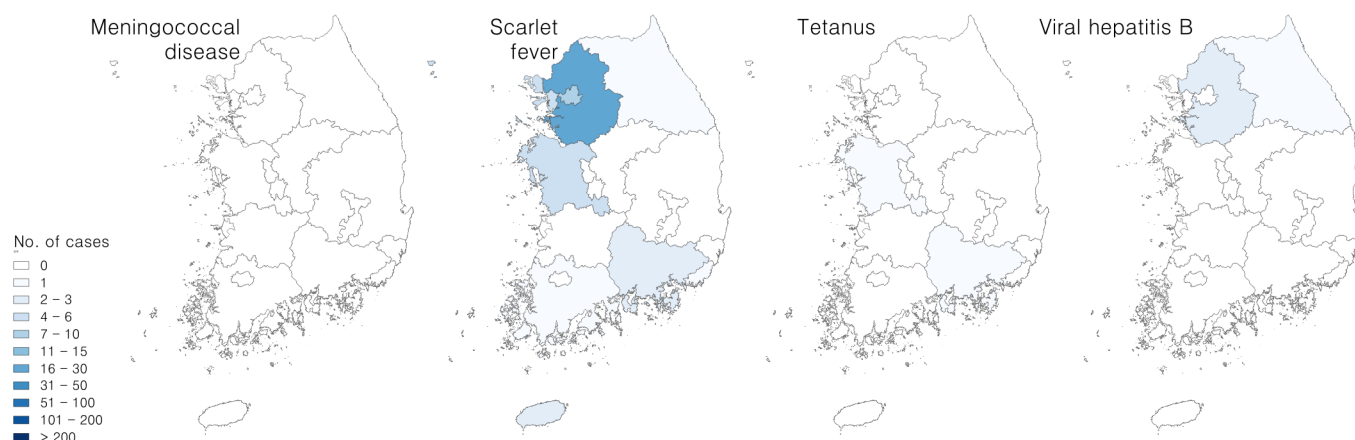 Meningococcal
disease
Scarlet
fever
Tetanus
Viral hepatitis B
No. of cases
0
1
2 – 3
4 – 6
7 – 10
11 – 15
16 – 30
31 – 50
51 – 100
101 – 200
> 200